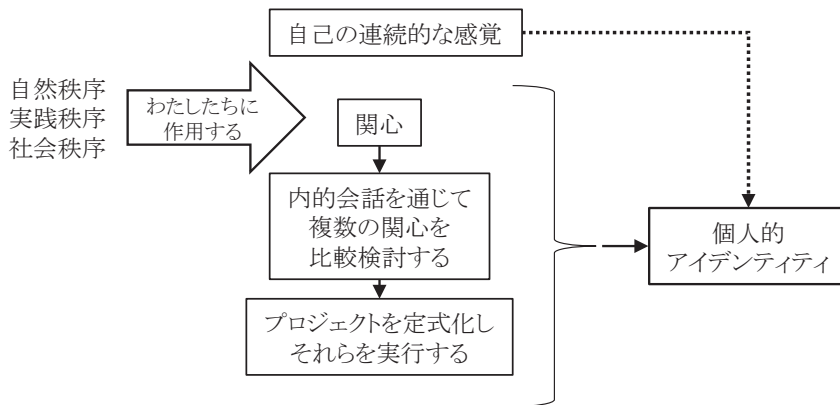 自己の連続的な感覚
自然秩序
実践秩序
社会秩序
わたしたちに
作用する
関心
内的会話を通じて
複数の関心を
比較検討する
プロジェクトを定式化し
それらを実行する
個人的
アイデンティティ